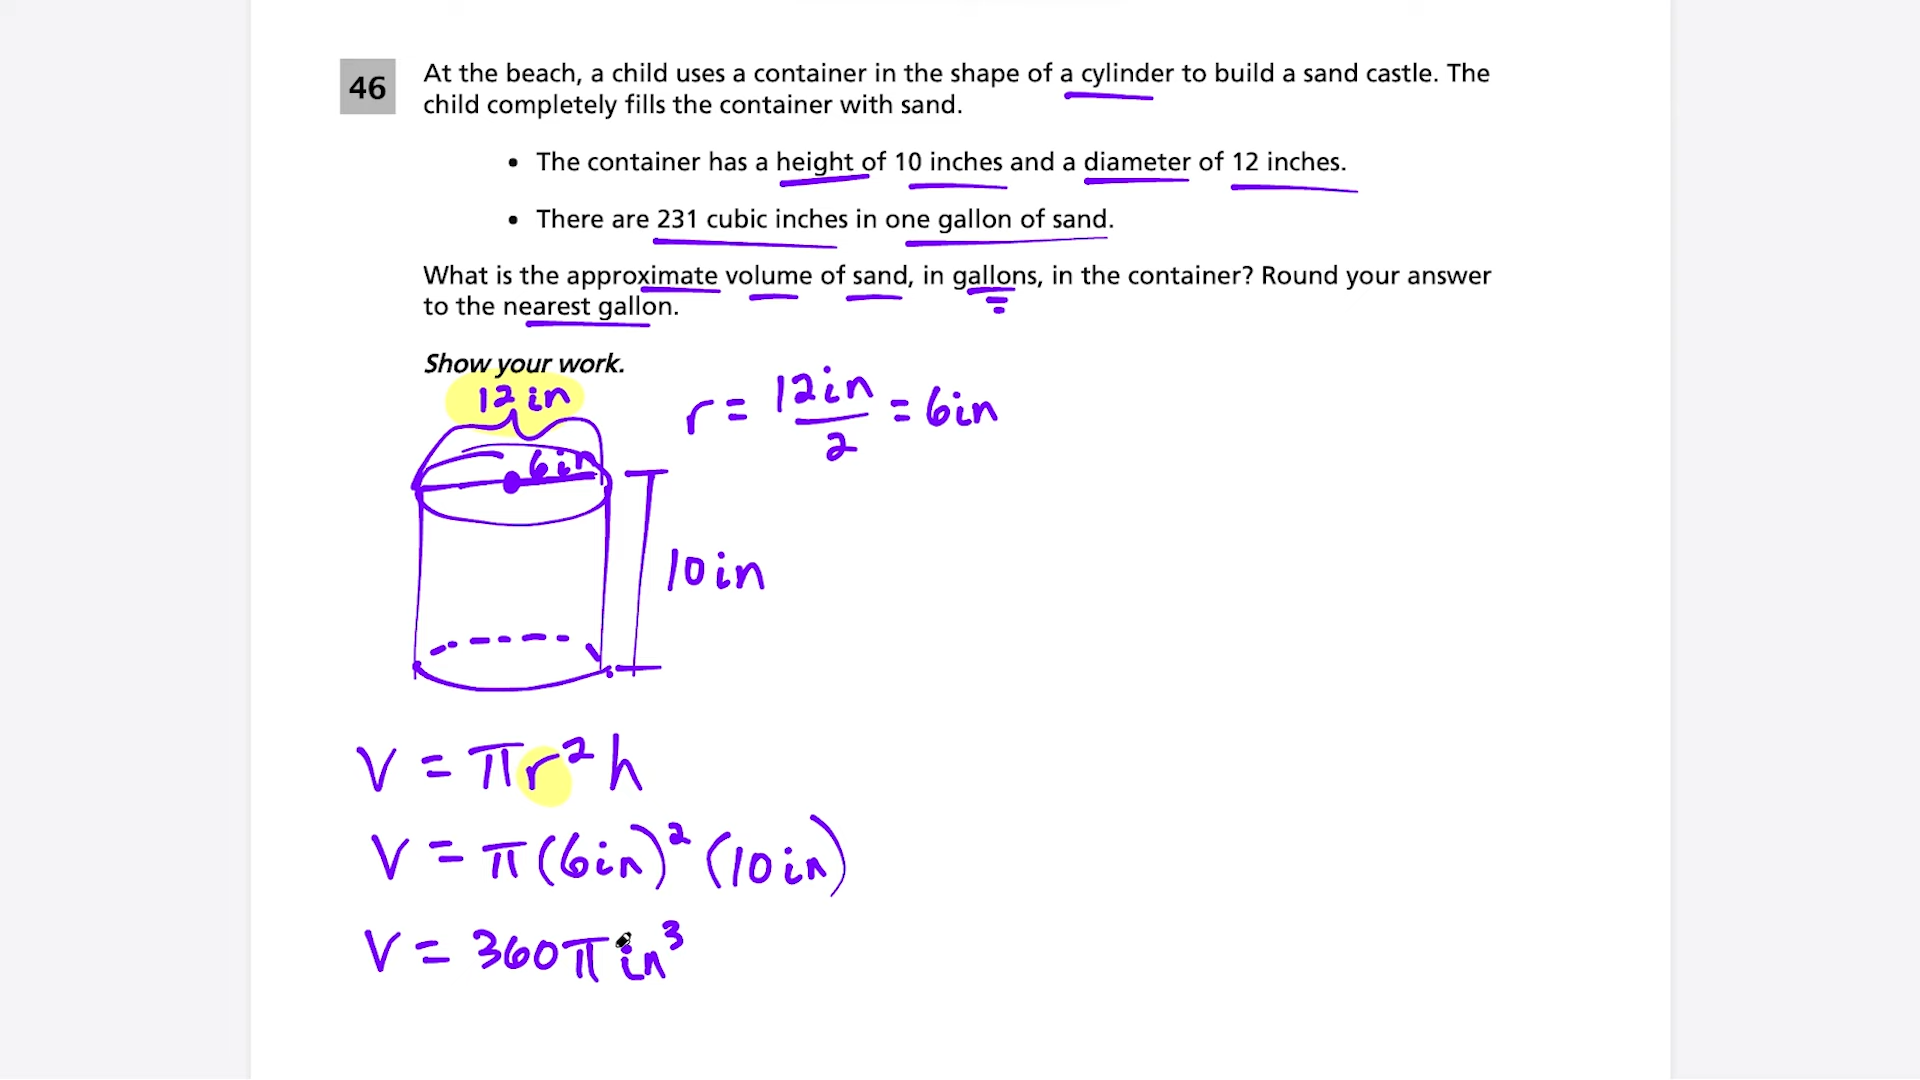 46
At the beach, a child uses a container in the shape of a cylinder to build a sand castle. The
child completely fills the container with sand.
• The container has a height of 10 inches and a diameter of 12 inches.
• There are 231 cubic inches in one gallon of sand.
What is the approximate volume of sand, in gallons, in the container? Round your answer
to the nearest gallon.
Show your work.
12 in
r = 12in/2 = 6in
6in
10 in
V = πr²h
V = π(6in)² (10in)
V = 360π in³